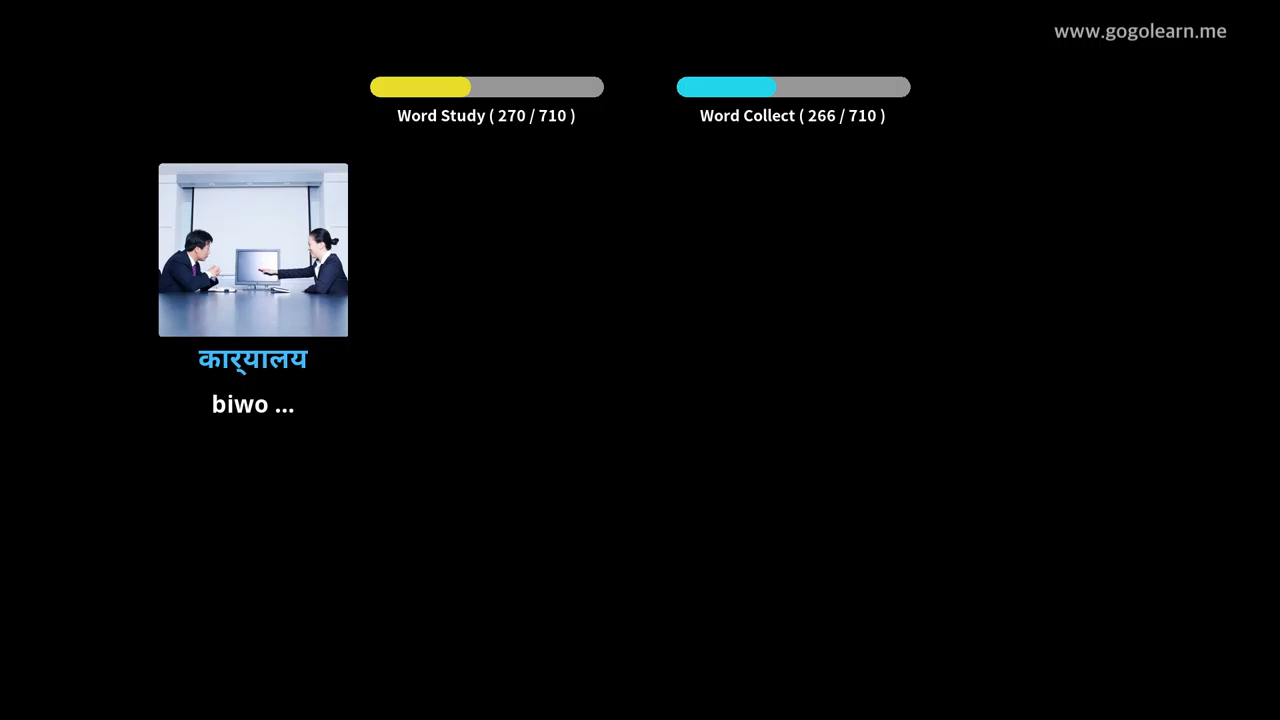 www.gogolearn.me
Word Study ( 270 / 710 )
Word Collect ( 266 / 710 )
कार्‍यालय
biwo ...